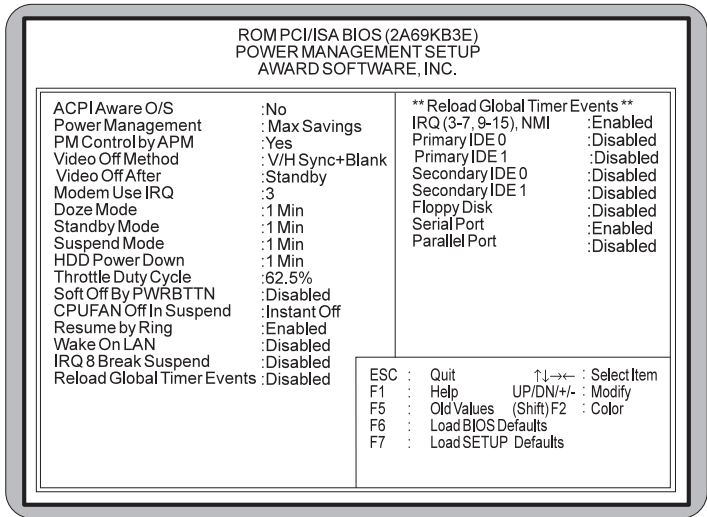 ROM PCI/ISA BIOS (2A69KB3E)
POWER MANAGEMENT SETUP
AWARD SOFTWARE, INC.
ACPI Aware O/S :No
Power Management : Max Savings
PM Control by APM :Yes
Video Off Method : V/H Sync+Blank
Video Off After :Standby
Modem Use IRQ :3
Doze Mode :1 Min
Standby Mode :1 Min
Suspend Mode :1 Min
HDD Power Down :1 Min
Throttle Duty Cycle :62.5%
Soft Off By PWRBTTN :Disabled
CPUFAN Off In Suspend :Instant Off
Resume by Ring :Enabled
Wake On LAN :Disabled
IRQ 8 Break Suspend :Disabled
Reload Global Timer Events :Disabled
** Reload Global Timer Events **
IRQ (3-7, 9-15), NMI :Enabled
Primary IDE 0 :Disabled
Primary IDE 1 :Disabled
Secondary IDE 0 :Disabled
Secondary IDE 1 :Disabled
Floppy Disk :Disabled
Serial Port :Enabled
Parallel Port :Disabled
ESC : Quit ↑↓→← : Select Item
F1 : Help UP/DN/+/- : Modify
F5 : Old Values (Shift) F2 : Color
F6 : Load BIOS Defaults
F7 : Load SETUP Defaults